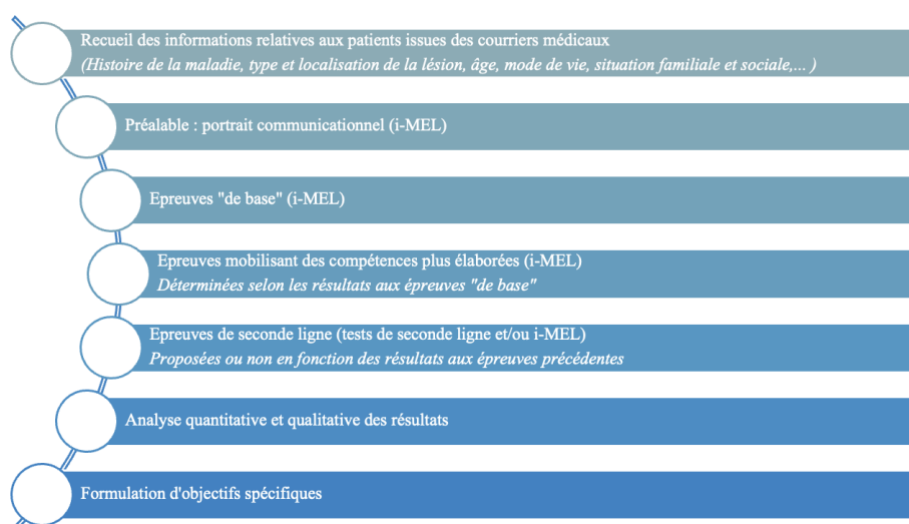 Recueil des informations relatives aux patients issues des courriers médicaux
(Histoire de la maladie, type et localisation de la lésion, âge, mode de vie, situation familiale et sociale,... )
Préalable : portrait communicationnel (i-MEL)
Epreuves "de base" (i-MEL)
Epreuves mobilisant des compétences plus élaborées (i-MEL)
Déterminées selon les résultats aux épreuves "de base"
Epreuves de seconde ligne (tests de seconde ligne et/ou i-MEL)
Proposées ou non en fonction des résultats aux épreuves précédentes
Analyse quantitative et qualitative des résultats
Formulation d'objectifs spécifiques